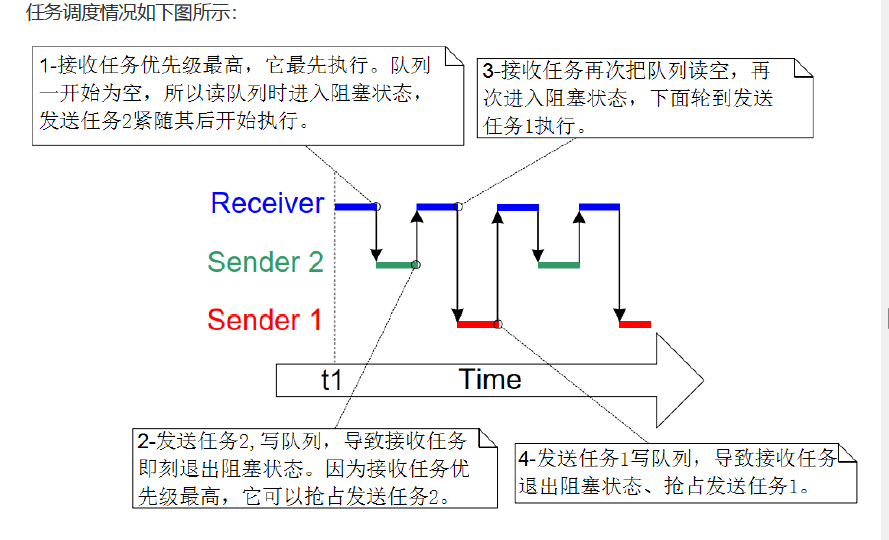 任务调度情况如下图所示：
1-接收任务优先级最高，它最先执行。队列
一开始为空，所以读队列时进入阻塞状态，
发送任务2紧随其后开始执行。
3-接收任务再次把队列读空，再
次进入阻塞状态，下面轮到发送
任务1执行。
Receiver
Sender 2
Sender 1
t1
Time
2-发送任务2,写队列，导致接收任务
即刻退出阻塞状态。因为接收任务优
先级最高，它可以抢占发送任务2。
4-发送任务1写队列，导致接收任务
退出阻塞状态、抢占发送任务1。